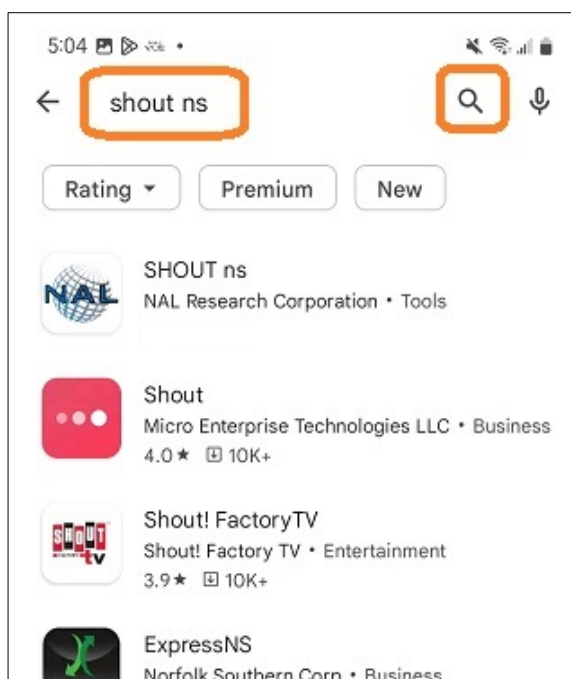 5:04
shout ns
Rating Premium New
SHOUT ns
NAL Research Corporation • Tools
NAL
Shout
Micro Enterprise Technologies LLC • Business
4.0★ 10K+
Shout! FactoryTV
Shout! Factory TV • Entertainment
SHOUT
tv
3.9★ 10K+
ExpressNS
Norfolk Southern Corp • Business